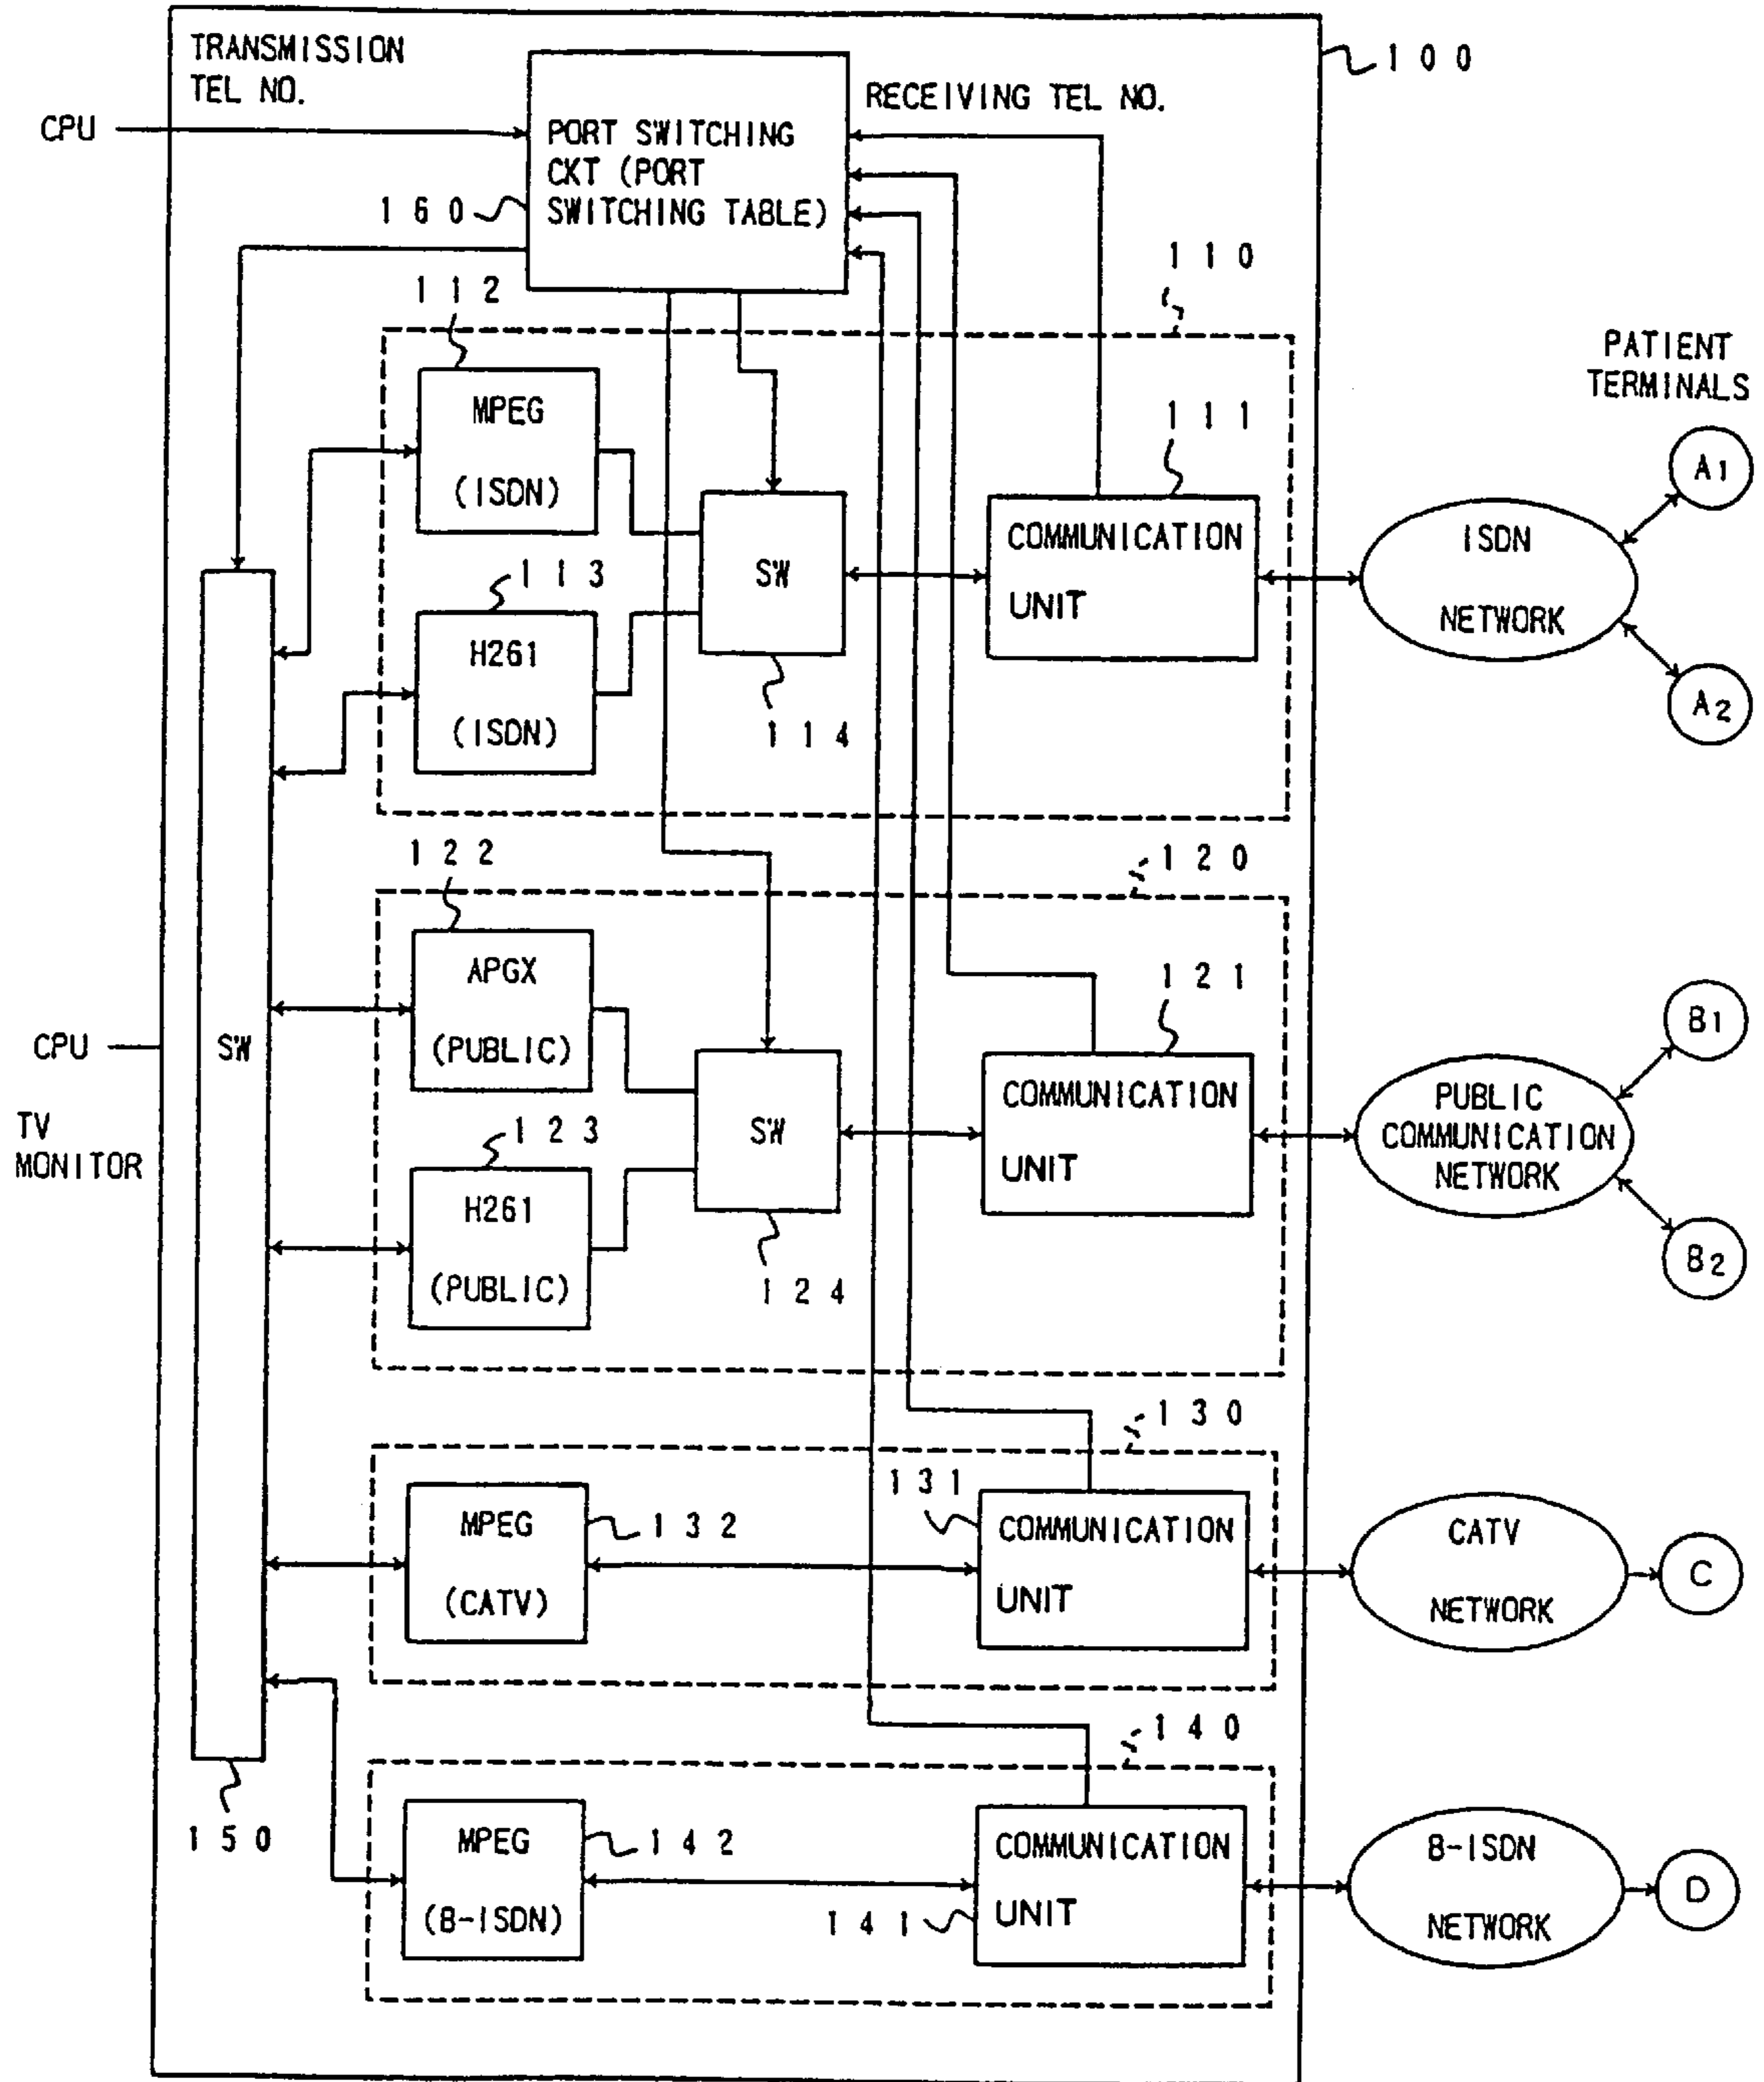 TRANSMISSION
TEL NO.
100
CPU
PORT SWITCHING
CKT (PORT
SWITCHING TABLE)
RECEIVING TEL NO.
160
110
112
MPEG
(ISDN)
111
PATIENT
TERMINALS
A1
SW
COMMUNICATION
UNIT
ISDN
NETWORK
113
H261
(ISDN)
114
A2
122
120
APGX
(PUBLIC)
121
B1
CPU
SW
TV
MONITOR
SW
COMMUNICATION
UNIT
PUBLIC
COMMUNICATION
NETWORK
123
H261
(PUBLIC)
124
B2
130
131
MPEG
(CATV)
132
COMMUNICATION
UNIT
CATV
NETWORK
C
140
150
MPEG
(B-ISDN)
142
COMMUNICATION
UNIT
141
B-ISDN
NETWORK
D